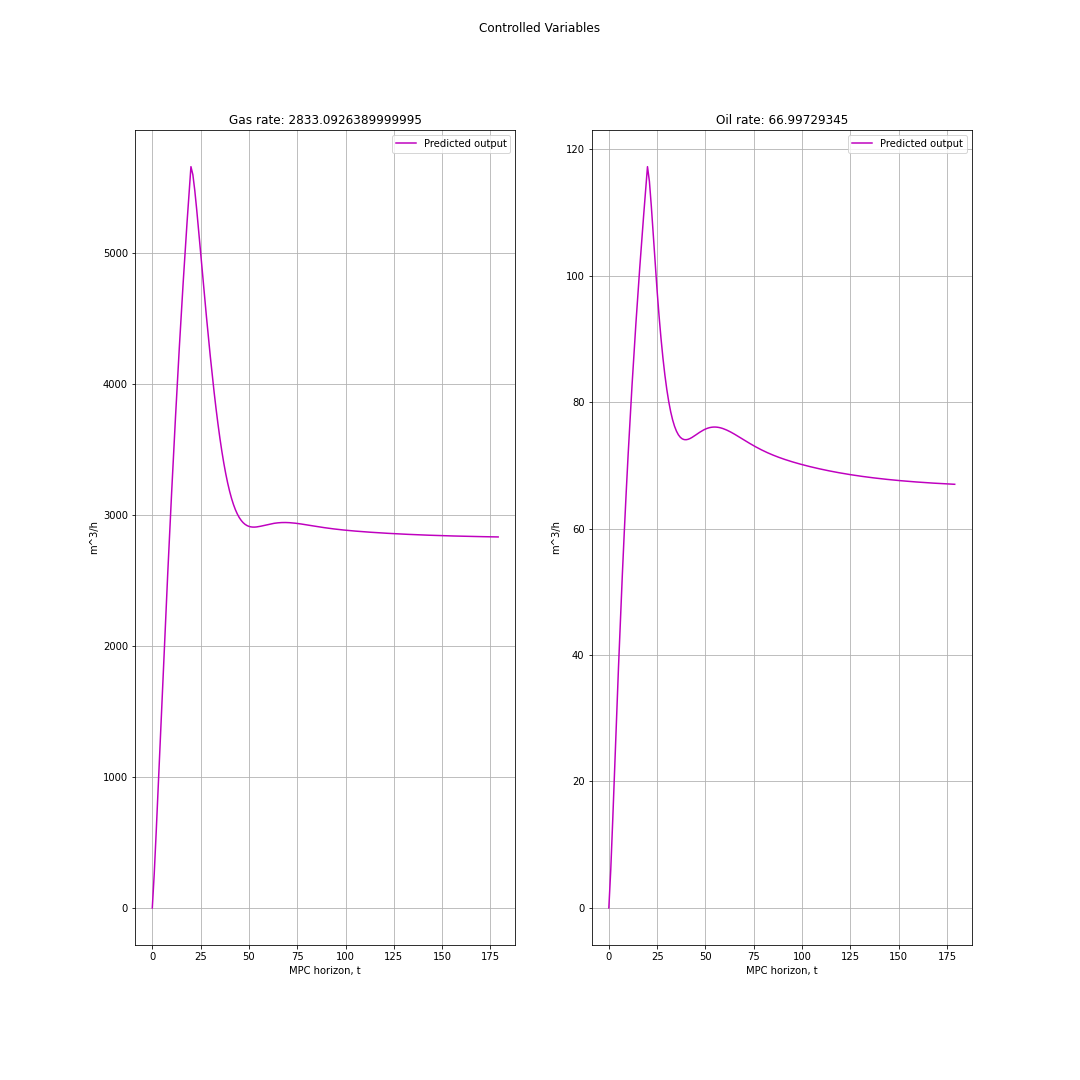 Controlled Variables
Gas rate: 2833.0926389999995
Predicted output
5000
4000
3000
2000
1000
0
m^3/h
0 25 50 75 100 125 150 175
MPC horizon, t
Oil rate: 66.99729345
Predicted output
120
100
80
60
40
20
0
m^3/h
0 25 50 75 100 125 150 175
MPC horizon, t